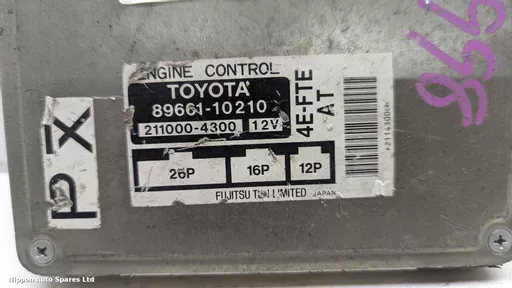 ENGINE CONTROL
TOYOTA
89661-10210
211000-4300 12V
4E-FTE
AT
26P 16P 12P
FUJITSU TEN LIMITED JAPAN
PX
Nippon Auto Spares Ltd